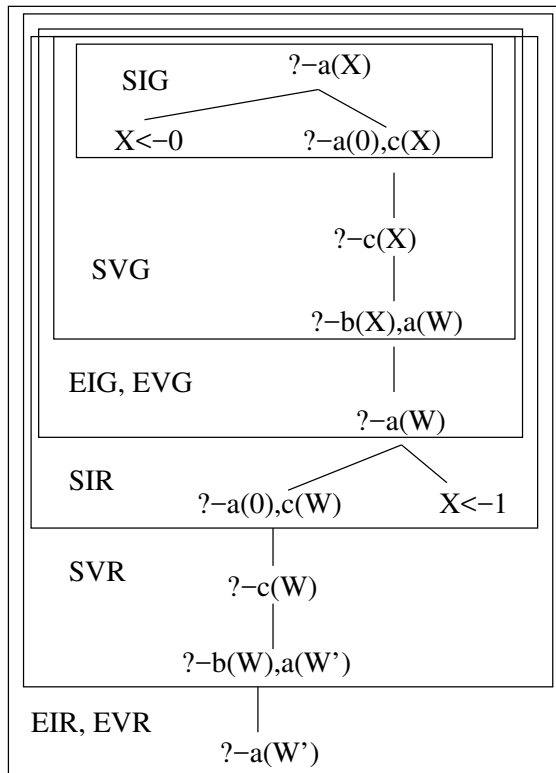 SIG ?−a(X)
X<−0 ?−a(0),c(X)
?−c(X)
SVG
?−b(X),a(W)
EIG, EVG
?−a(W)
SIR
?−a(0),c(W) X<−1
SVR
?−c(W)
?−b(W),a(W')
EIR, EVR
?−a(W')